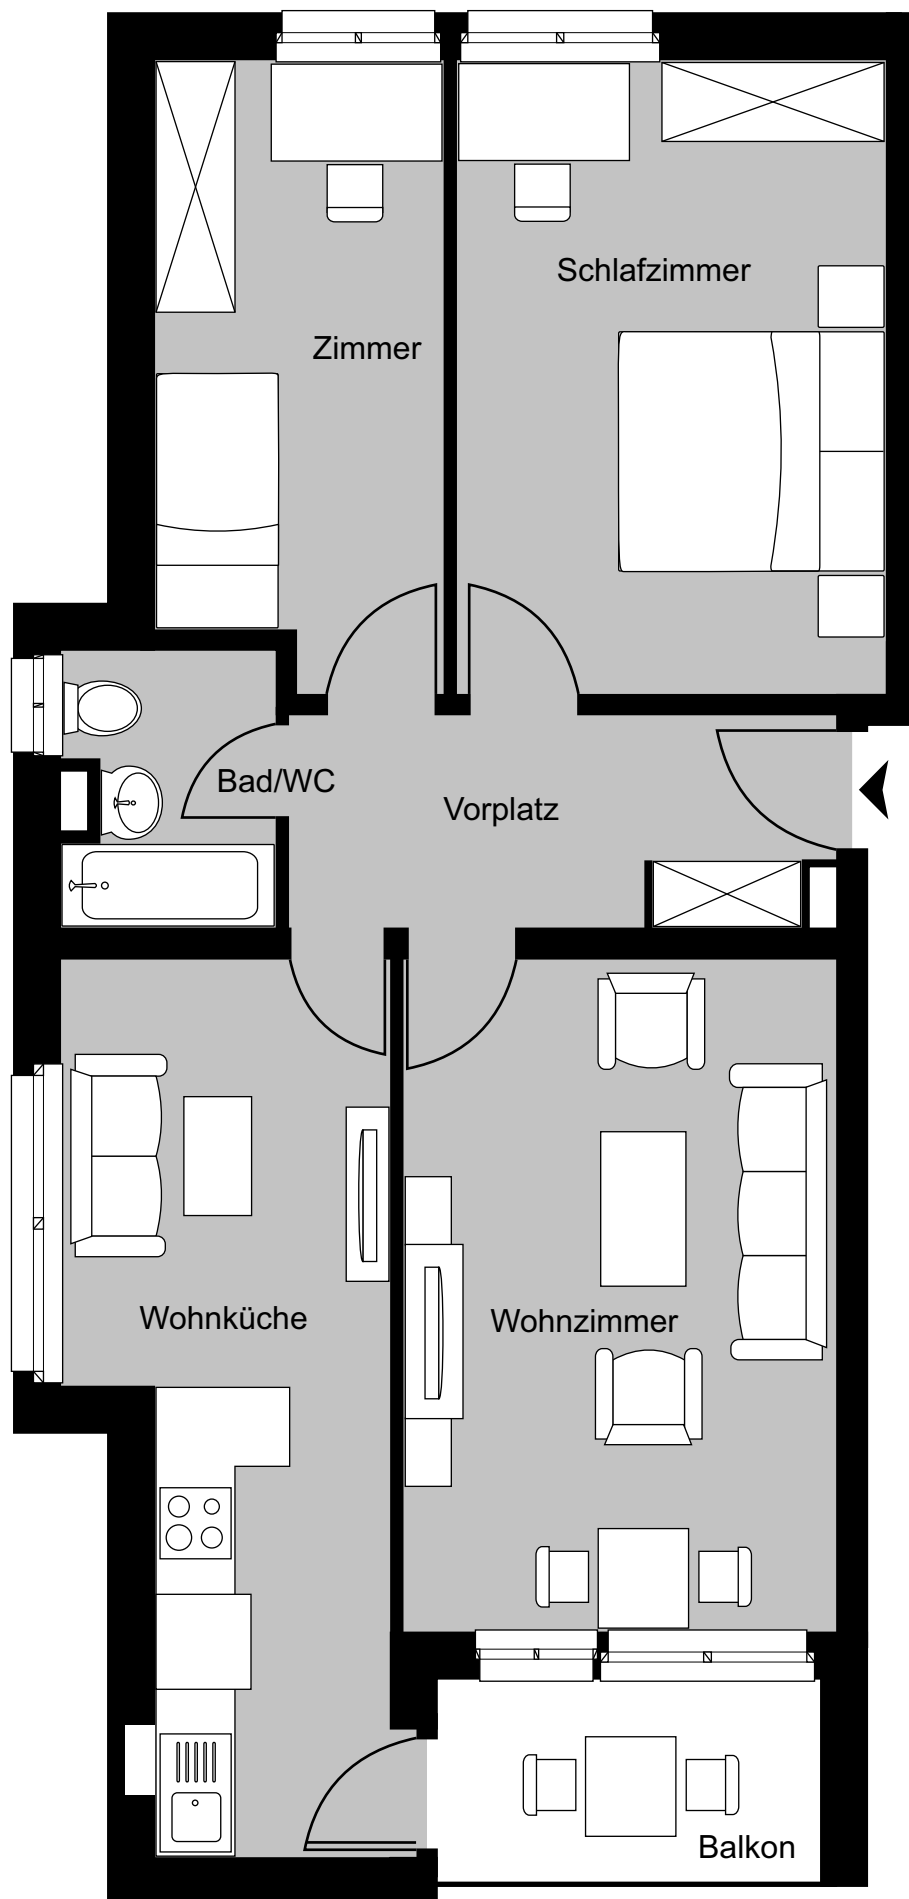 Schlafzimmer
Zimmer
Bad/WC
Vorplatz
Wohnküche
Wohnzimmer
Balkon